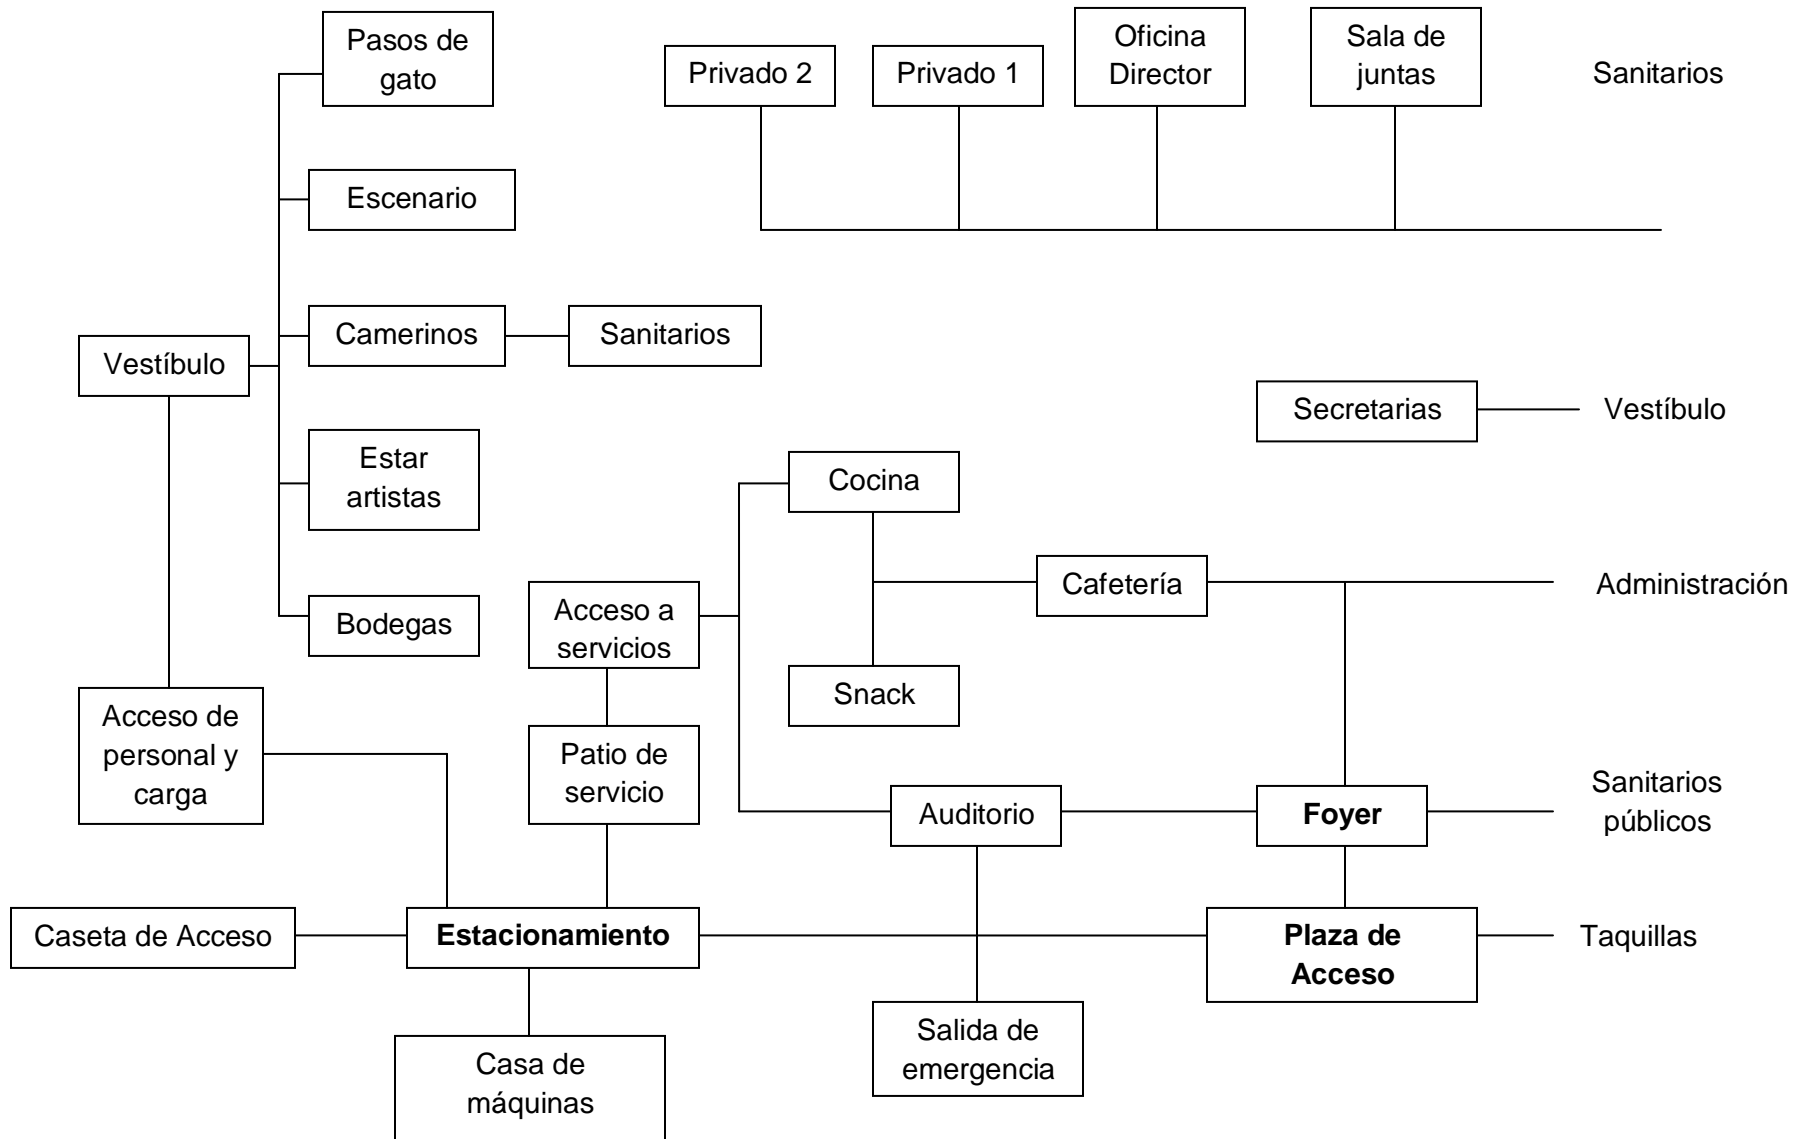 Pasos de
gato
Privado 2
Privado 1
Oficina
Director
Sala de
juntas
Sanitarios
Escenario
Camerinos
Sanitarios
Vestíbulo
Secretarias
Vestíbulo
Estar
artistas
Cocina
Cafetería
Administración
Acceso a
servicios
Bodegas
Snack
Acceso de
personal y
carga
Patio de
servicio
Auditorio
Foyer
Sanitarios
públicos
Caseta de Acceso
Estacionamiento
Plaza de
Acceso
Taquillas
Salida de
emergencia
Casa de
máquinas